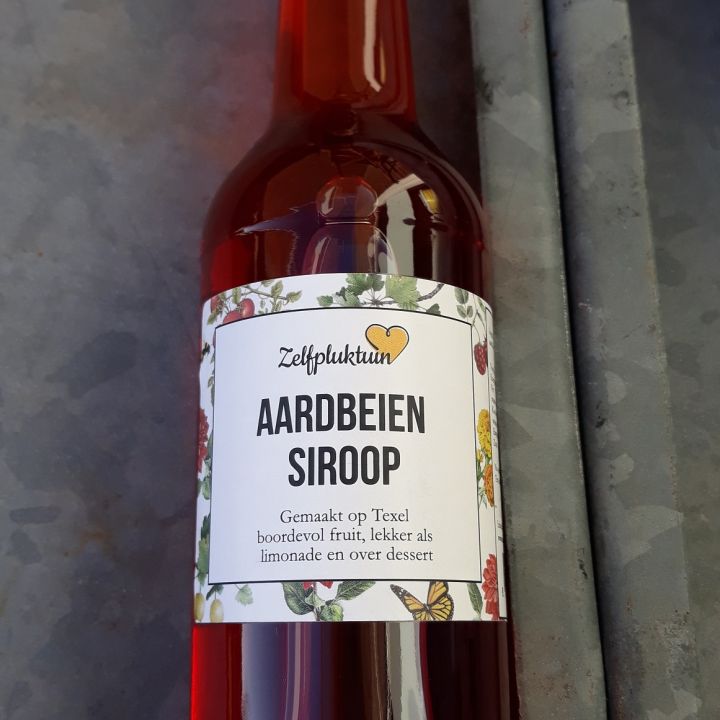 Zelfpluktuin
AARDBEIEN
SIROOP
Gemaakt op Texel
boordevol fruit, lekker als
limonade en over dessert